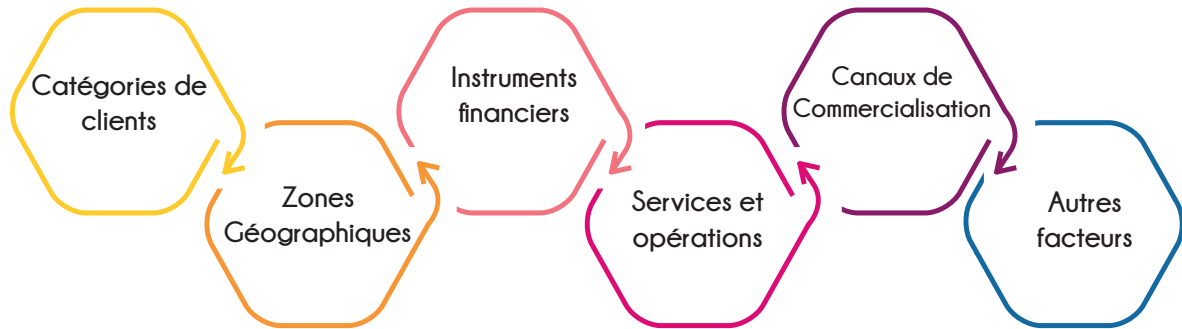 Catégories de
clients
Zones
Géographiques
Instruments
financiers
Services et
opérations
Canaux de
Commercialisation
Autres
facteurs